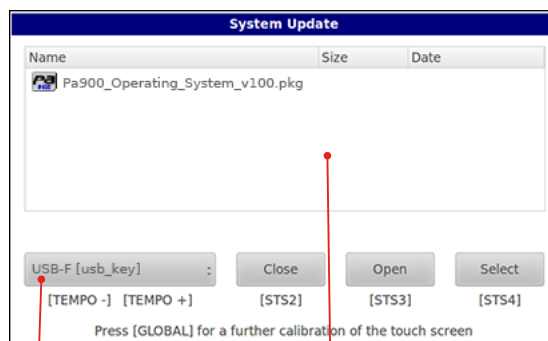 System Update
Name Size Date
Pa900_Operating_System_v100.pkg
USB-F [usb_key] : Close Open Select
[TEMPO -] [TEMPO +] [STS2] [STS3] [STS4]
Press [GLOBAL] for a further calibration of the touch screen